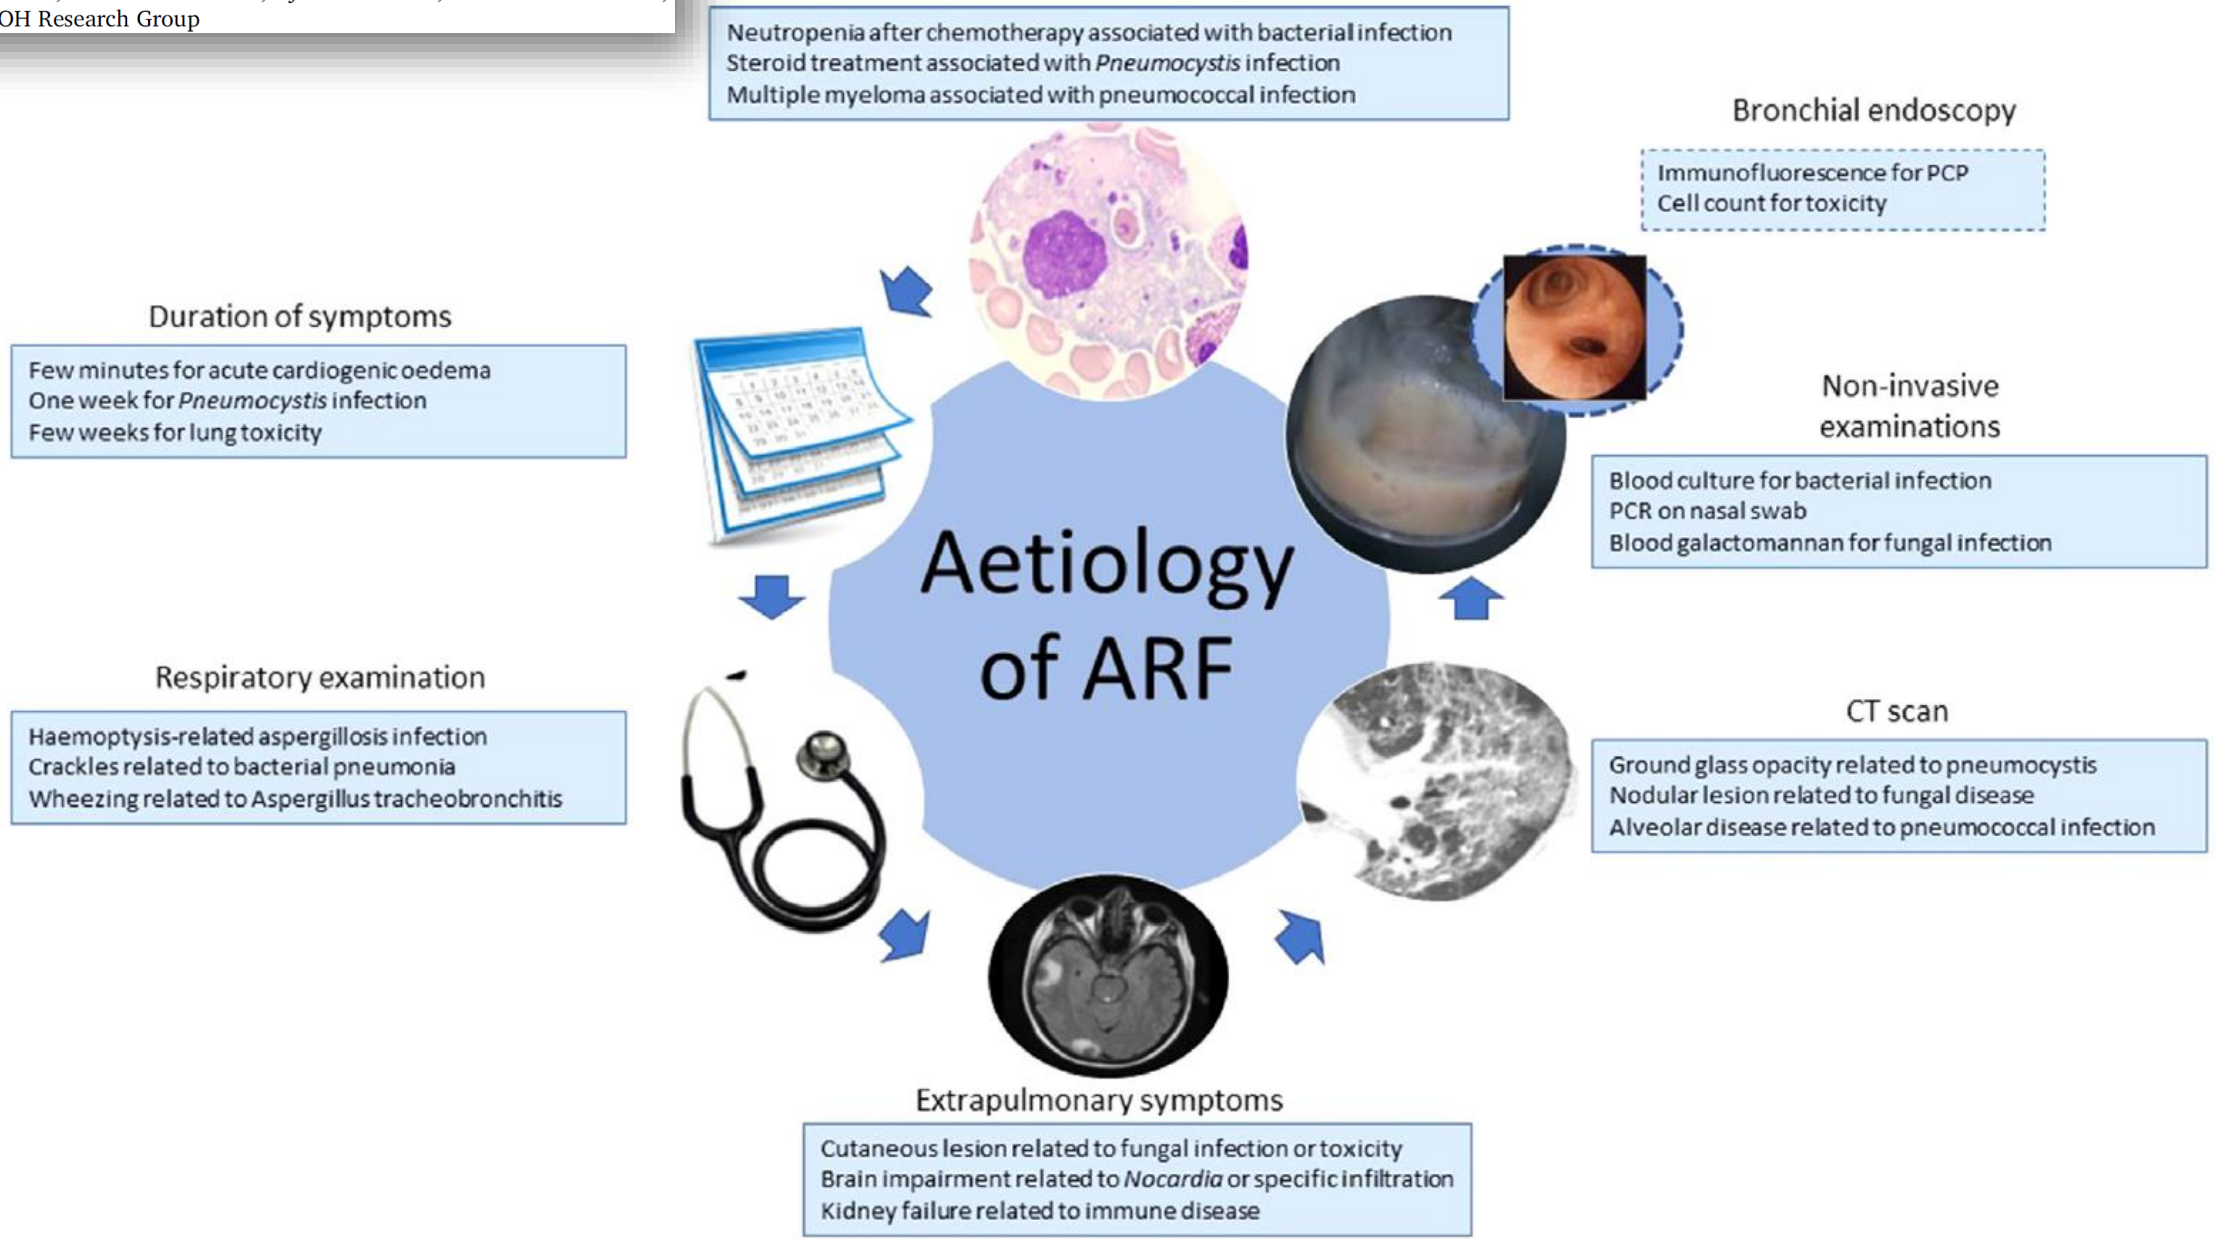 OH Research Group
Neutropenia after chemotherapy associated with bacterial infection
Steroid treatment associated with Pneumocystis infection
Multiple myeloma associated with pneumococcal infection
Bronchial endoscopy
Immunofluorescence for PCP
Cell count for toxicity
Duration of symptoms
Few minutes for acute cardiogenic oedema
One week for Pneumocystis infection
Few weeks for lung toxicity
Non-invasive
examinations
Blood culture for bacterial infection
PCR on nasal swab
Blood galactomannan for fungal infection
Aetiology
of ARF
Respiratory examination
Haemoptysis-related aspergillosis infection
Crackles related to bacterial pneumonia
Wheezing related to Aspergillus tracheobronchitis
CT scan
Ground glass opacity related to pneumocystis
Nodular lesion related to fungal disease
Alveolar disease related to pneumococcal infection
Extrapulmonary symptoms
Cutaneous lesion related to fungal infection or toxicity
Brain impairment related to Nocardia or specific infiltration
Kidney failure related to immune disease